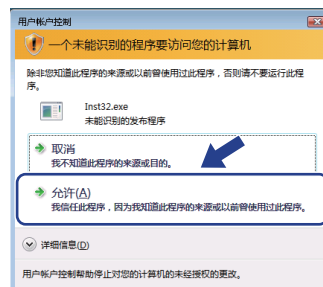 用户帐户控制
一个未能识别的程序要访问您的计算机
除非您知道此程序的来源或以前曾使用过此程序，否则请不要运行此程
序。
Inst32.exe
未能识别的发布程序
取消
我不知道此程序的来源或目的。
允许(A)
我信任此程序，因为我知道此程序的来源或以前曾使用过此程序。
详细信息(D)
用户帐户控制帮助停止对您的计算机的未经授权的更改。